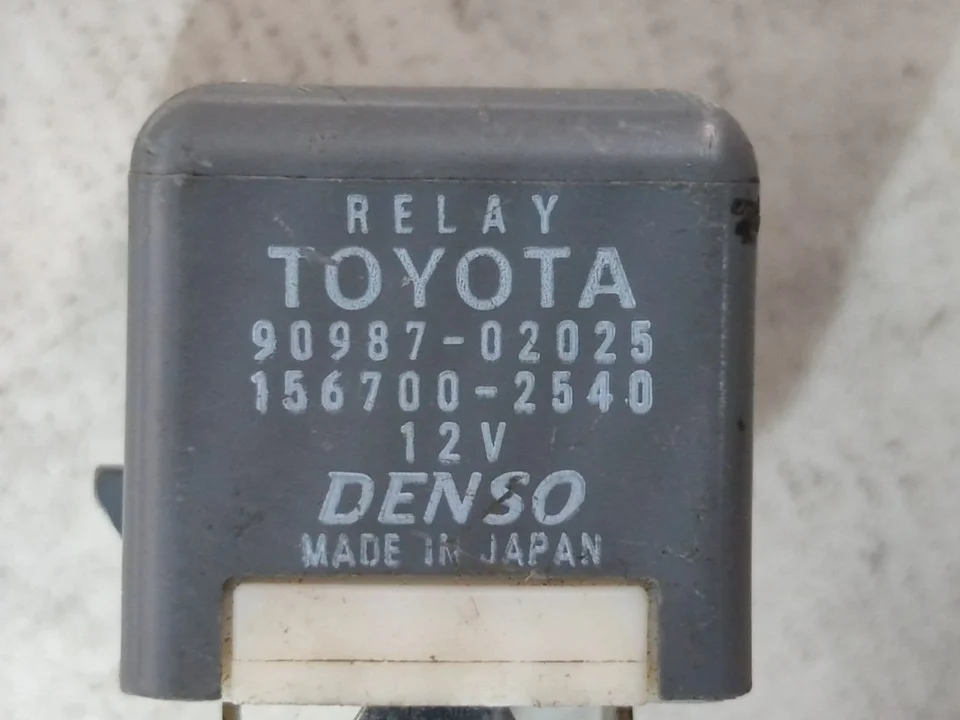 RELAY
TOYOTA
90987-02025
156700-2540
12V
DENSO
MADE IN JAPAN